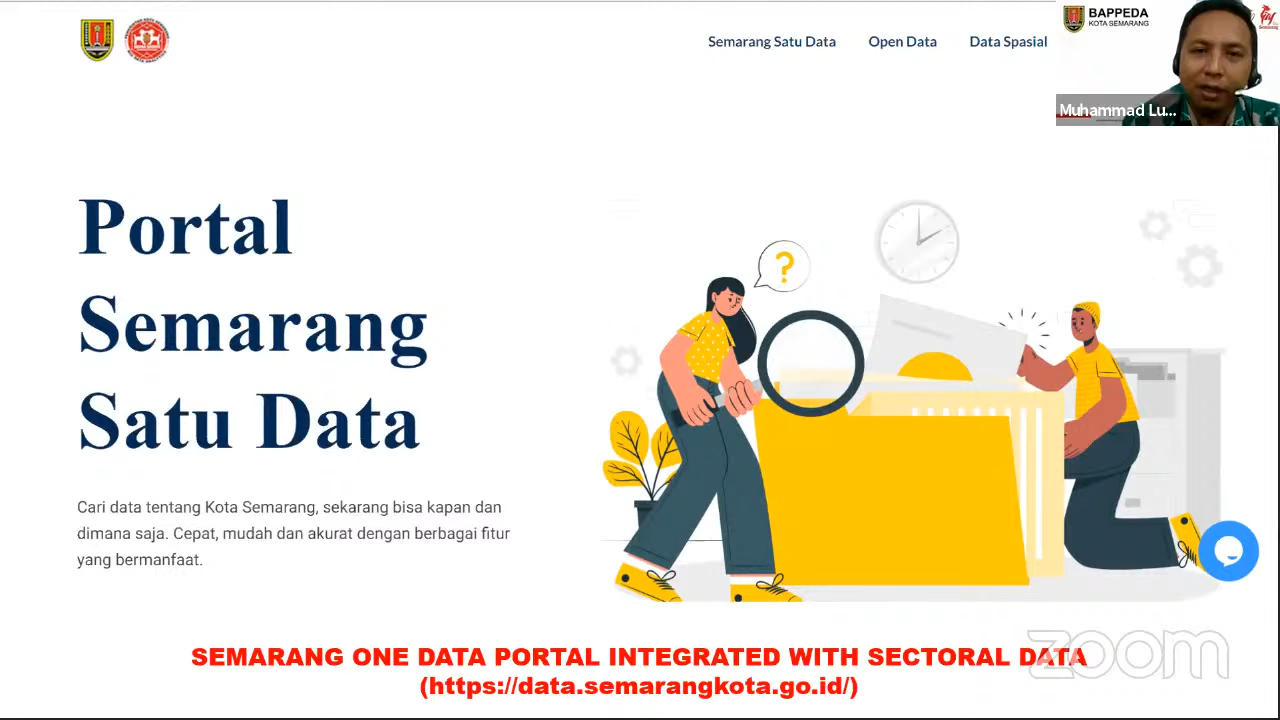 Semarang Satu Data
Open Data
Data Spasial
BAPPEDA
KOTA SEMARANG
Muhammad Lu...
Portal
Semarang
Satu Data
?
Cari data tentang Kota Semarang, sekarang bisa kapan dan
dimana saja. Cepat, mudah dan akurat dengan berbagai fitur
yang bermanfaat.
SEMARANG ONE DATA PORTAL INTEGRATED WITH SECTORAL DATA
(https://data.semarangkota.go.id/)
zoom